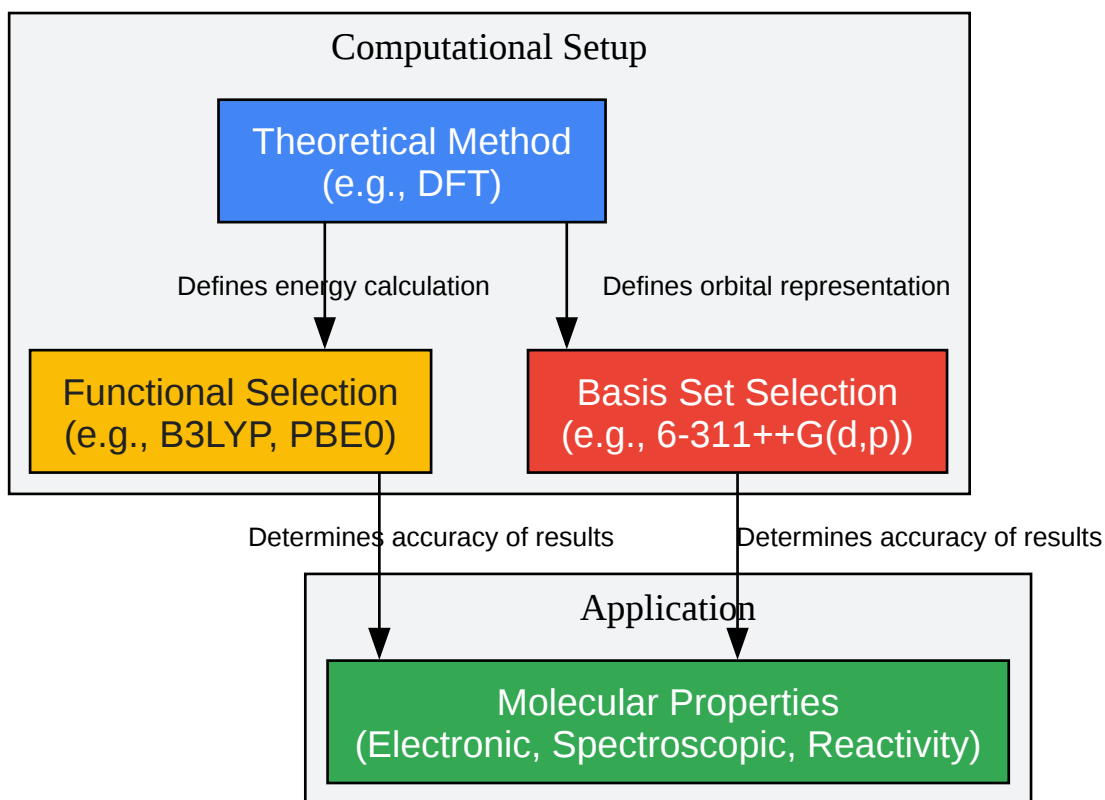 Computational Setup
Theoretical Method
(e.g., DFT)
Defines energy calculation
Defines orbital representation
Functional Selection
(e.g., B3LYP, PBE0)
Basis Set Selection
(e.g., 6-311++G(d,p))
Determines accuracy of results
Determines accuracy of results
Application
Molecular Properties
(Electronic, Spectroscopic, Reactivity)